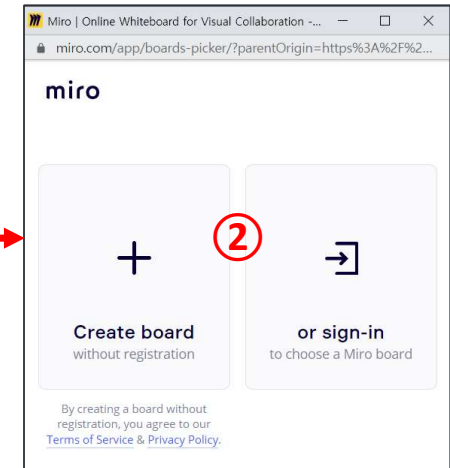 Miro | Online Whiteboard for Visual Collaboration -...
miro.com/app/boards-picker/?parentOrigin=https%3A%2F%2...
miro
2
Create board
without registration
or sign-in
to choose a Miro board
By creating a board without
registration, you agree to our
Terms of Service & Privacy Policy.